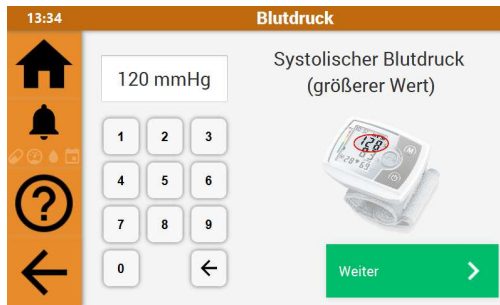 13:34
Blutdruck
120 mmHg
Systolischer Blutdruck
(größerer Wert)
1 2 3
4 5 6
7 8 9
0
128
Weiter